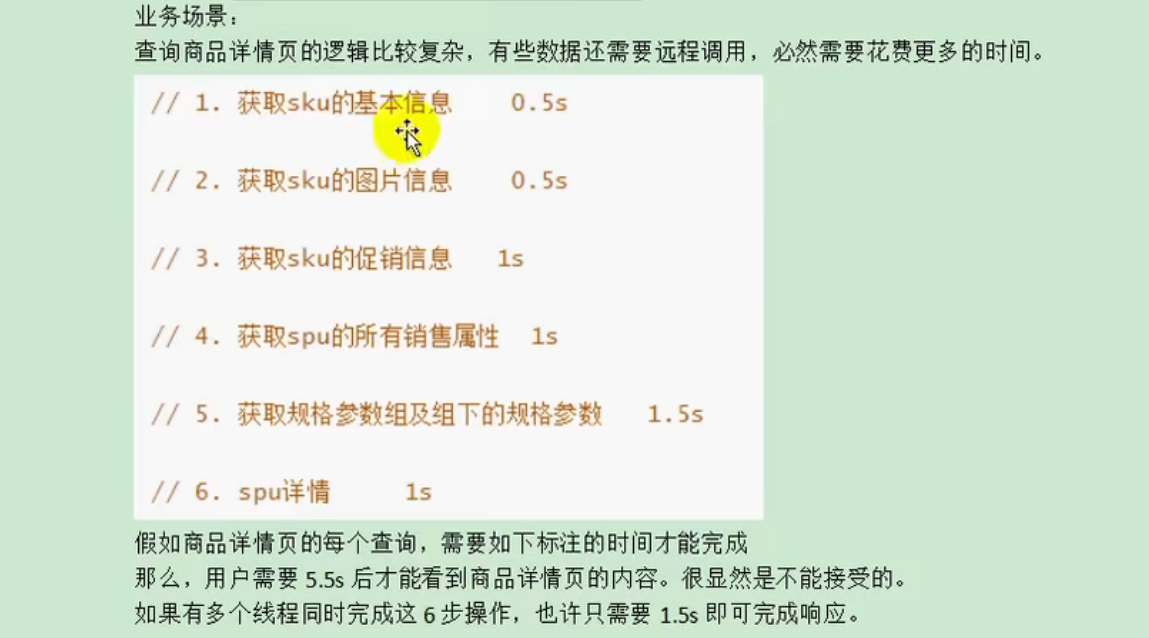 业务场景：
查询商品详情页的逻辑比较复杂，有些数据还需要远程调用，必然需要花费更多的时间。
// 1. 获取sku的基本信息 0.5s
// 2. 获取sku的图片信息 0.5s
// 3. 获取sku的促销信息 1s
// 4. 获取spu的所有销售属性 1s
// 5. 获取规格参数组及组下的规格参数 1.5s
// 6. spu详情 1s
假如商品详情页的每个查询，需要如下标注的时间才能完成
那么，用户需要 5.5s 后才能看到商品详情页的内容。很显然是不能接受的。
如果有多个线程同时完成这 6 步操作，也许只需要 1.5s 即可完成响应。